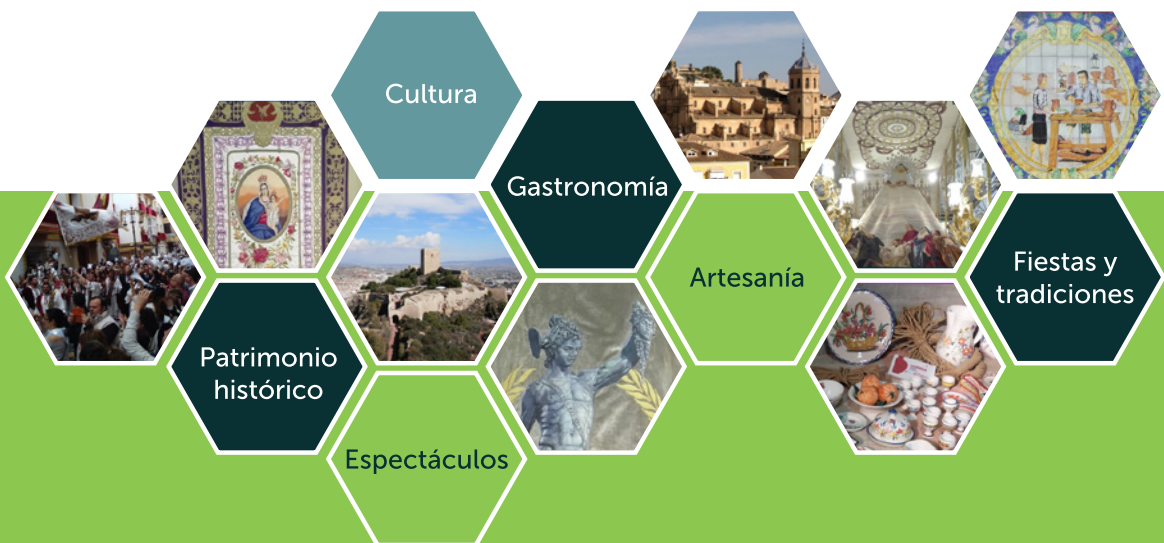 Cultura
Gastronomía
Artesanía
Fiestas y
tradiciones
Patrimonio
histórico
Espectáculos